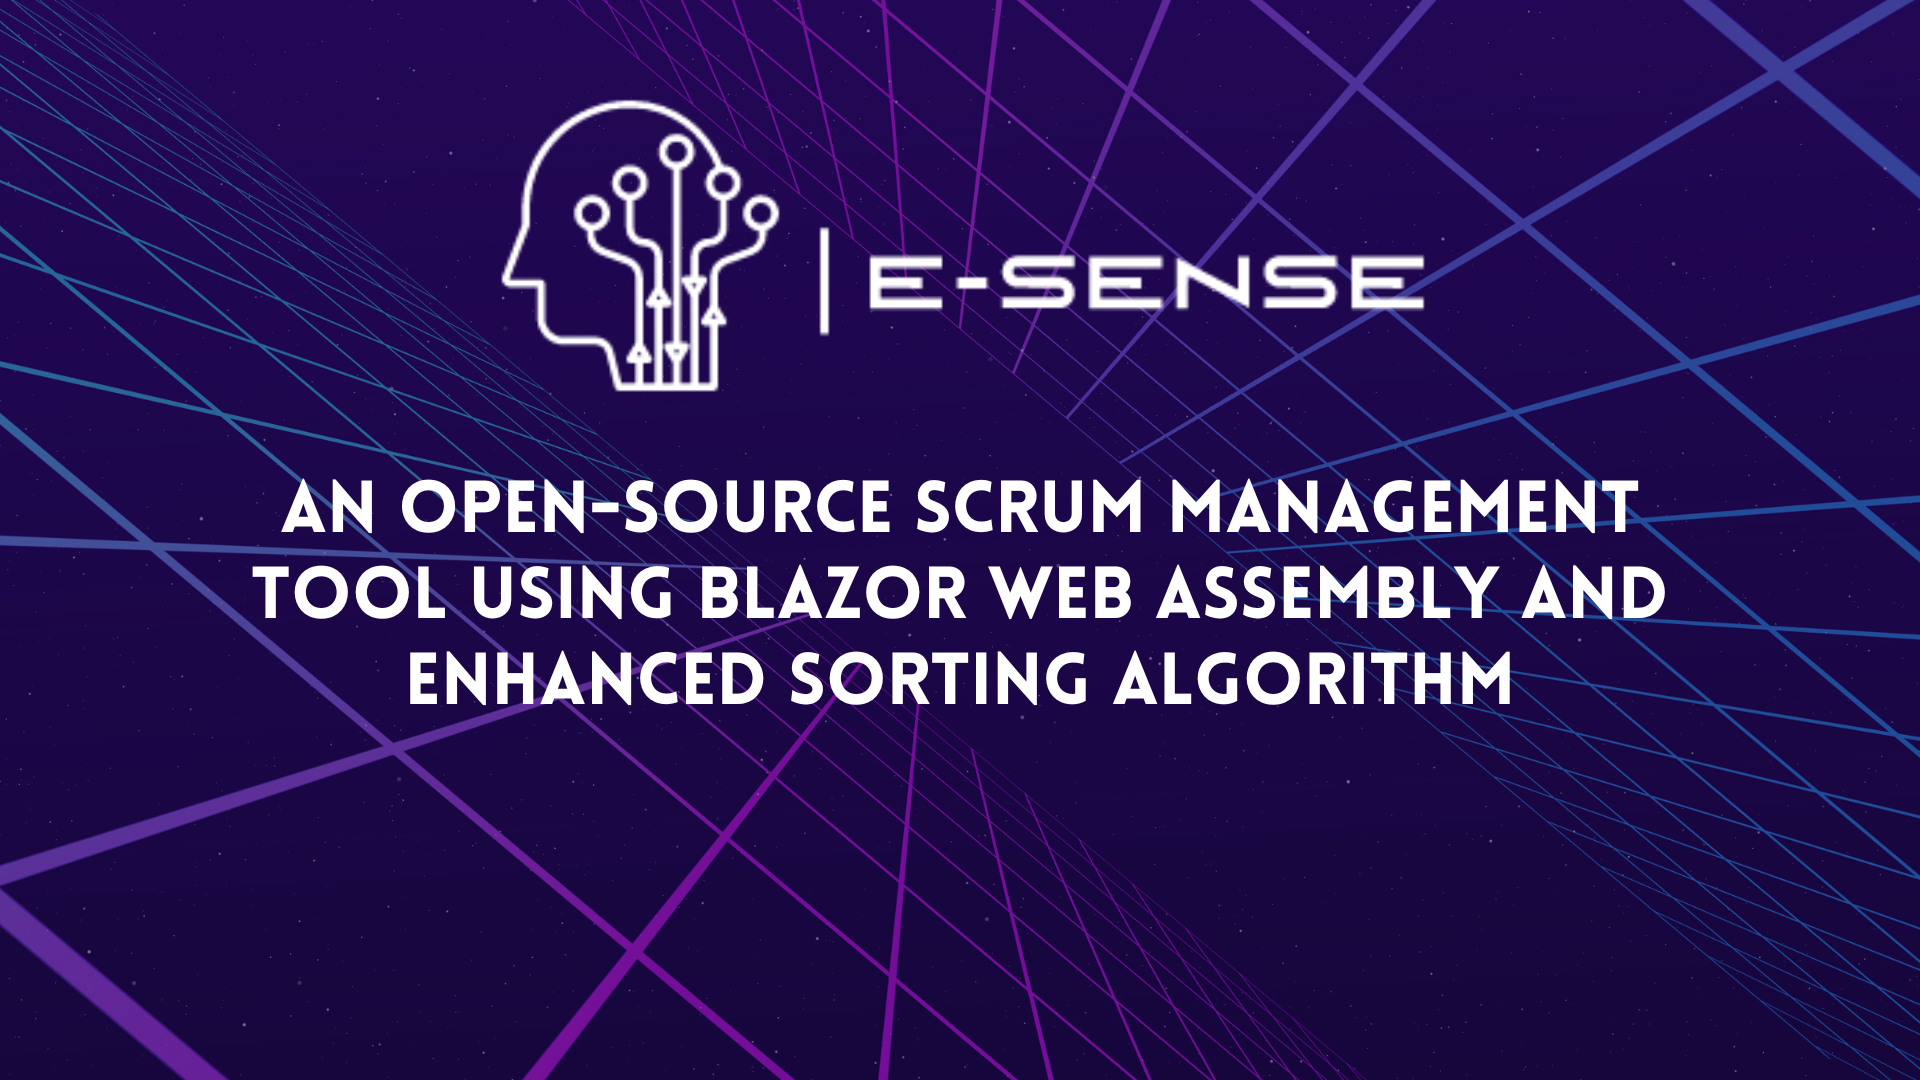 E-SENSE
AN OPEN-SOURCE SCRUM MANAGEMENT
TOOL USING BLAZOR WEB ASSEMBLY AND
ENHANCED SORTING ALGORITHM